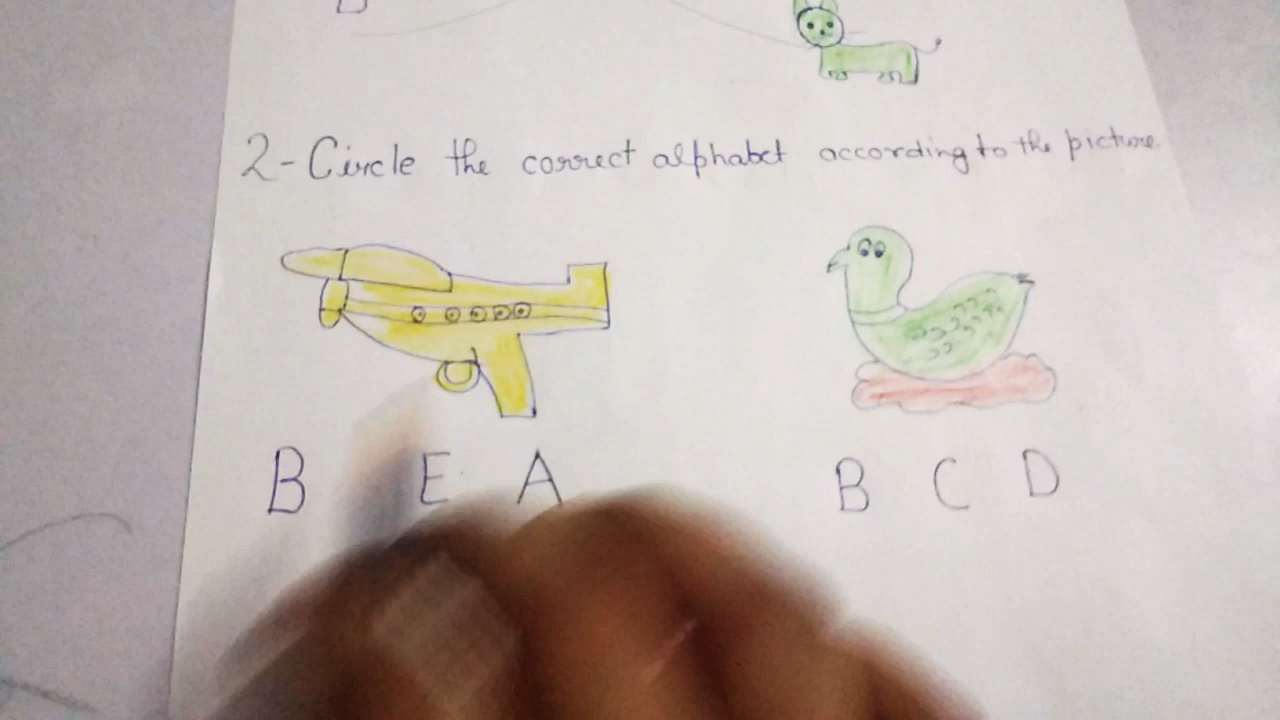 2-Circle the correct alphabet according to the picture.
B E A
B C D